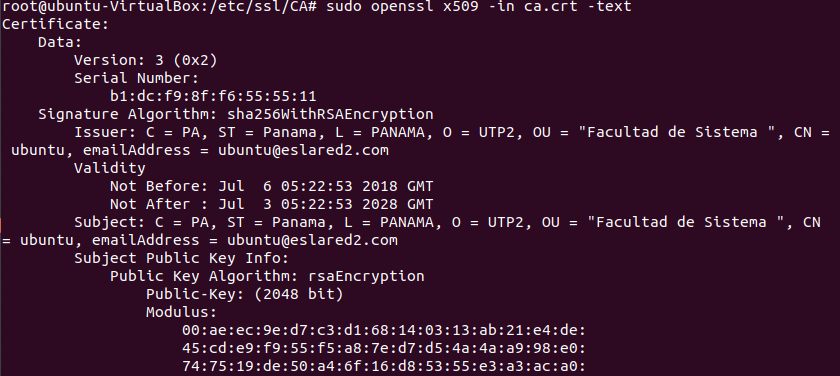 root@ubuntu-VirtualBox:/etc/ssl/CA# sudo openssl x509 -in ca.crt -text
Certificate:
    Data:
        Version: 3 (0x2)
        Serial Number:
            b1:dc:f9:8f:f6:55:55:11
    Signature Algorithm: sha256WithRSAEncryption
        Issuer: C = PA, ST = Panama, L = PANAMA, O = UTP2, OU = "Facultad de Sistema ", CN =
 ubuntu, emailAddress = ubuntu@eslared2.com
        Validity
            Not Before: Jul  6 05:22:53 2018 GMT
            Not After : Jul  3 05:22:53 2028 GMT
        Subject: C = PA, ST = Panama, L = PANAMA, O = UTP2, OU = "Facultad de Sistema ", CN
= ubuntu, emailAddress = ubuntu@eslared2.com
        Subject Public Key Info:
            Public Key Algorithm: rsaEncryption
                Public-Key: (2048 bit)
                Modulus:
                    00:ae:ec:9e:d7:c3:d1:68:14:03:13:ab:21:e4:de:
                    45:cd:e9:f9:55:f5:a8:7e:d7:d5:4a:4a:a9:98:e0:
                    74:75:19:de:50:a4:6f:16:d8:53:55:e3:a3:ac:a0: